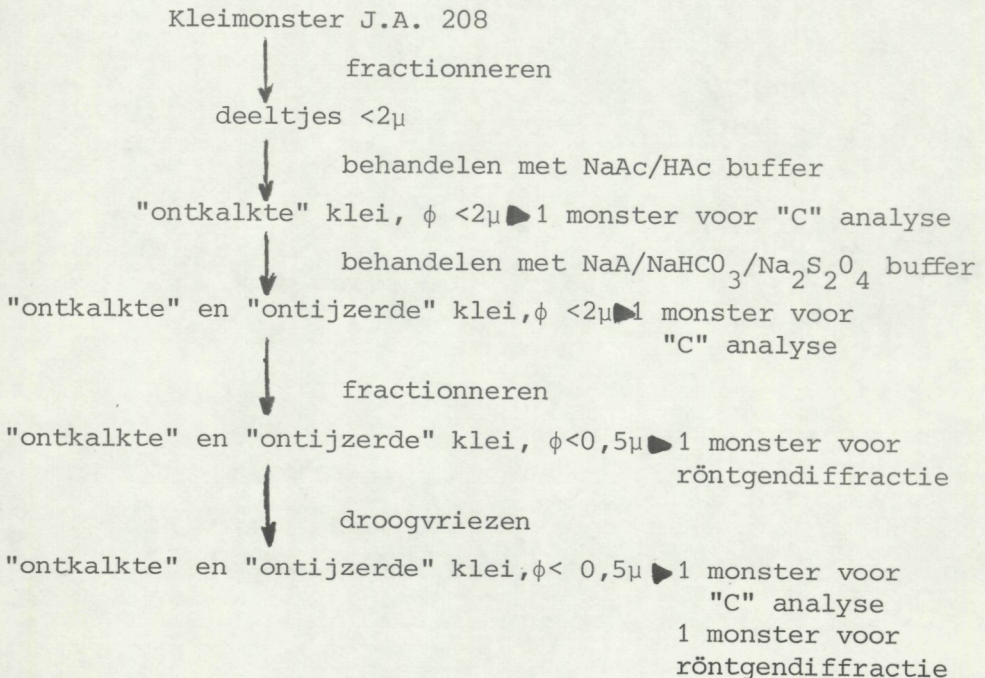 Kleimonster J.A. 208
fractionneren
deeltjes <2μ
behandelen met NaAc/HAc buffer
"ontkalkte" klei, ϕ <2μ▶1 monster voor "C" analyse
behandelen met NaA/NaHCO₃/Na₂S₂O₄ buffer
"ontkalkte" en "ontijzerde" klei,ϕ <2μ▶1 monster voor
"C" analyse
fractionneren
"ontkalkte" en "ontijzerde" klei, ϕ<0,5μ▶1 monster voor
röntgendiffractie
droogvriezen
"ontkalkte" en "ontijzerde" klei,ϕ< 0,5μ▶1 monster voor
"C" analyse
1 monster voor
röntgendiffractie